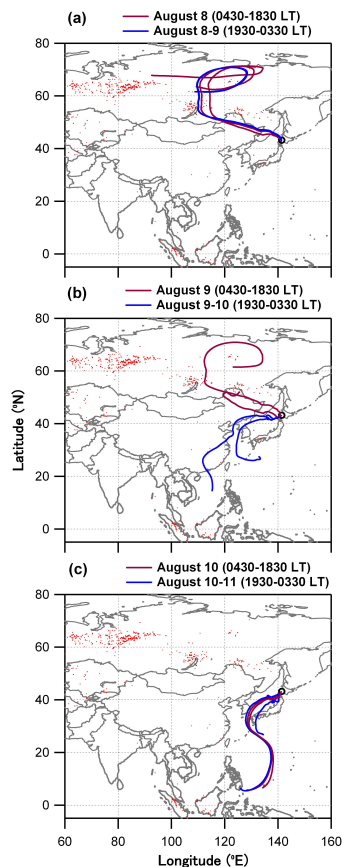 (a)
August 8 (0430-1830 LT)
August 8-9 (1930-0330 LT)
80
60
40
20
0
(b)
August 9 (0430-1830 LT)
August 9-10 (1930-0330 LT)
80
60
40
20
0
Latitude (°N)
(c)
August 10 (0430-1830 LT)
August 10-11 (1930-0330 LT)
80
60
40
20
0
60 80 100 120 140 160
Longitude (°E)